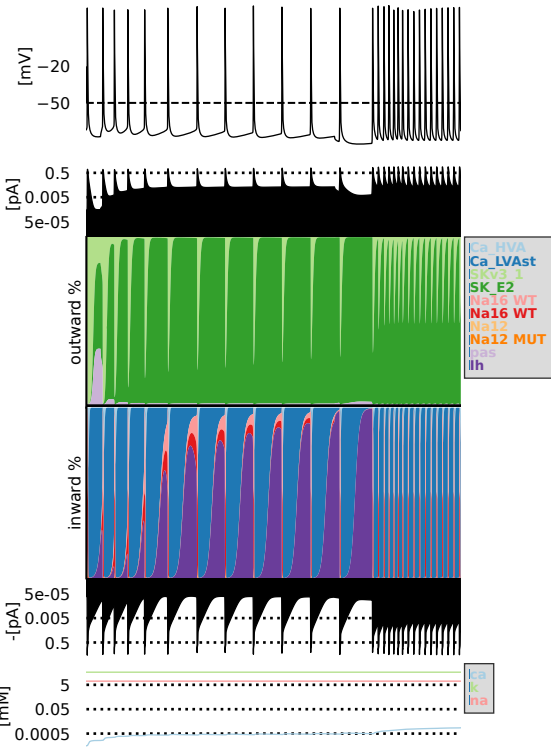 [mV]
−20
−50
[pA]
0.5
0.005
5e-05
outward %
Ca_HVA
Ca_LVAst
SKv3_1
SK_E2
Na16 WT
Na16 WT
Na12
Na12 MUT
pas
Ih
inward %
-[pA]
5e-05
0.005
0.5
[mM]
5
0.05
0.0005
ca
k
na